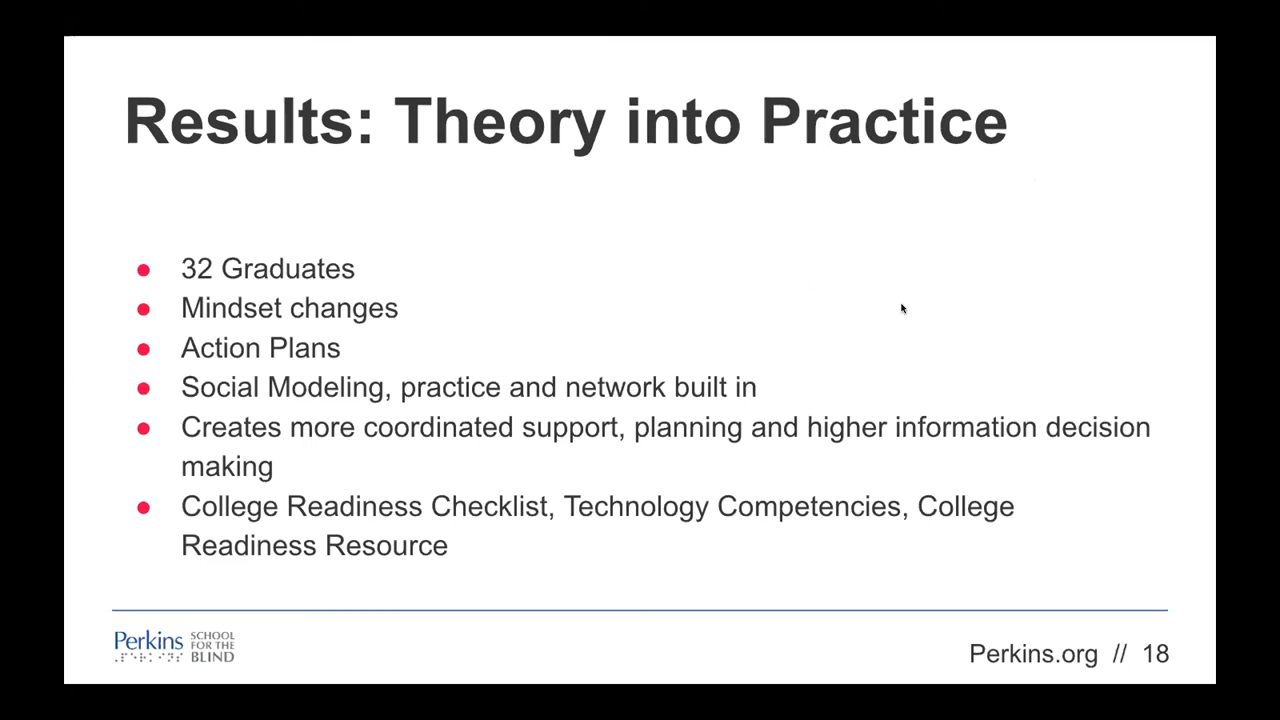 Results: Theory into Practice
● 32 Graduates
● Mindset changes
● Action Plans
● Social Modeling, practice and network built in
● Creates more coordinated support, planning and higher information decision
making
● College Readiness Checklist, Technology Competencies, College
Readiness Resource
Perkins SCHOOL
FOR THE
BLIND
Perkins.org // 18